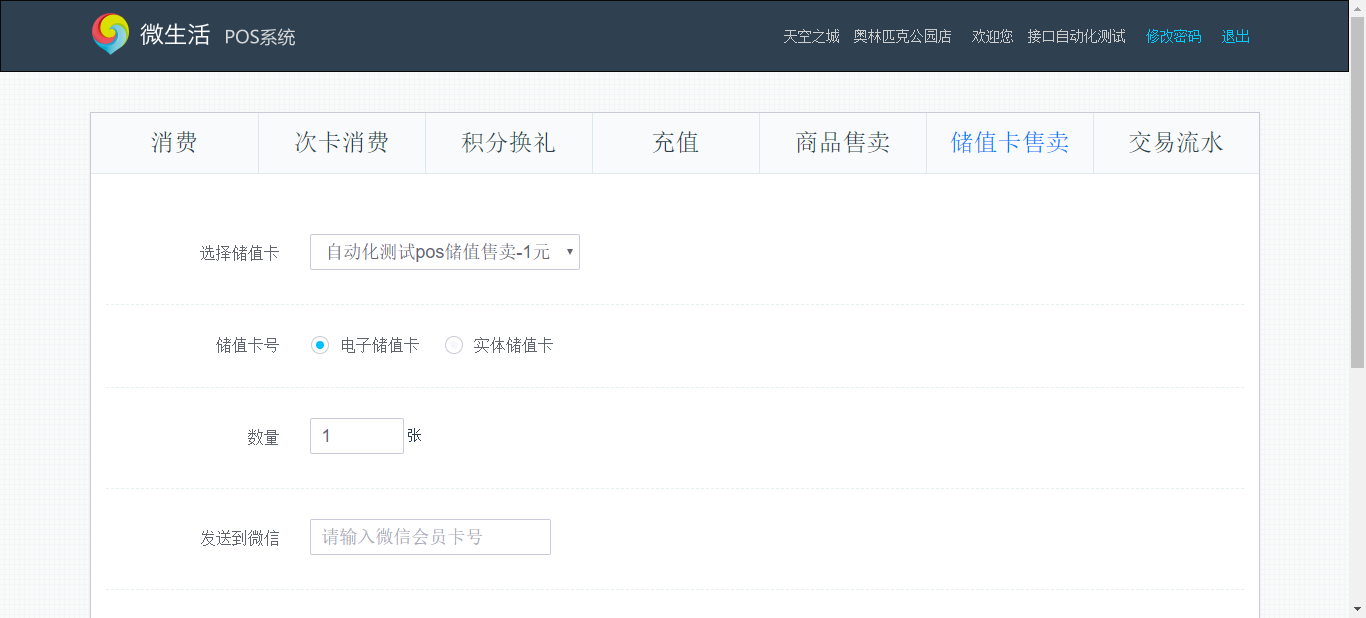 微生活 POS系统 天空之城 奥林匹克公园店 欢迎您 接口自动化测试 修改密码 退出
消费 次卡消费 积分换礼 充值 商品售卖 储值卡售卖 交易流水
选择储值卡 自动化测试pos储值售卖-1元
储值卡号 电子储值卡 实体储值卡
数量 1 张
发送到微信 请输入微信会员卡号